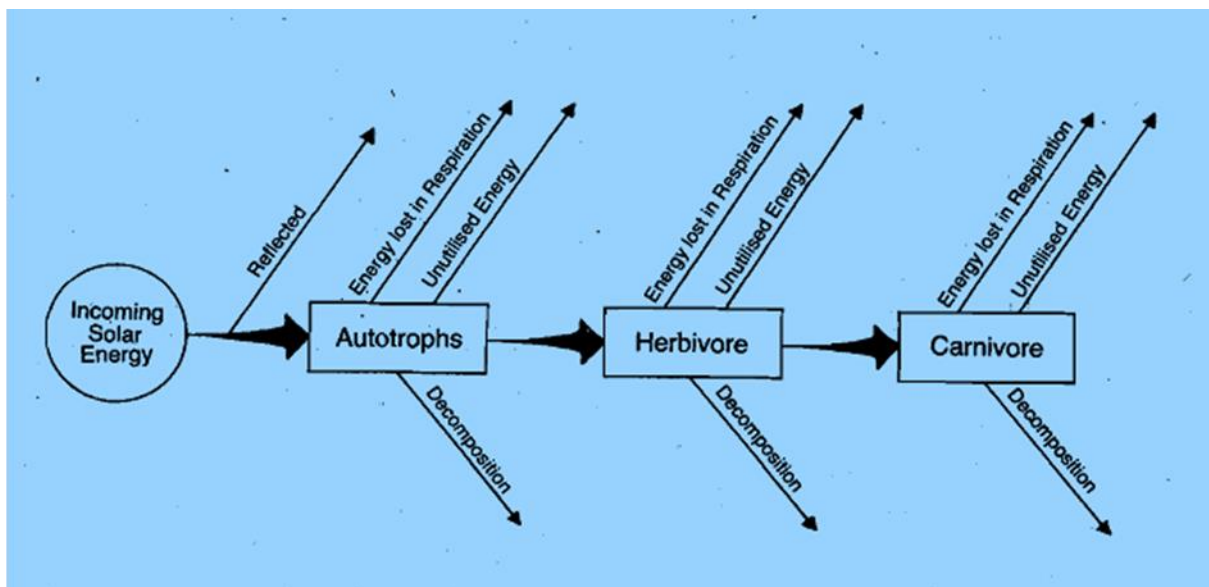 Incoming
Solar
Energy
Reflected
Autotrophs
Energy lost in Respiration
Unutilised Energy
Decomposition
Herbivore
Energy lost in Respiration
Unutilised Energy
Decomposition
Carnivore
Energy lost in Respiration
Unutilised Energy
Decomposition